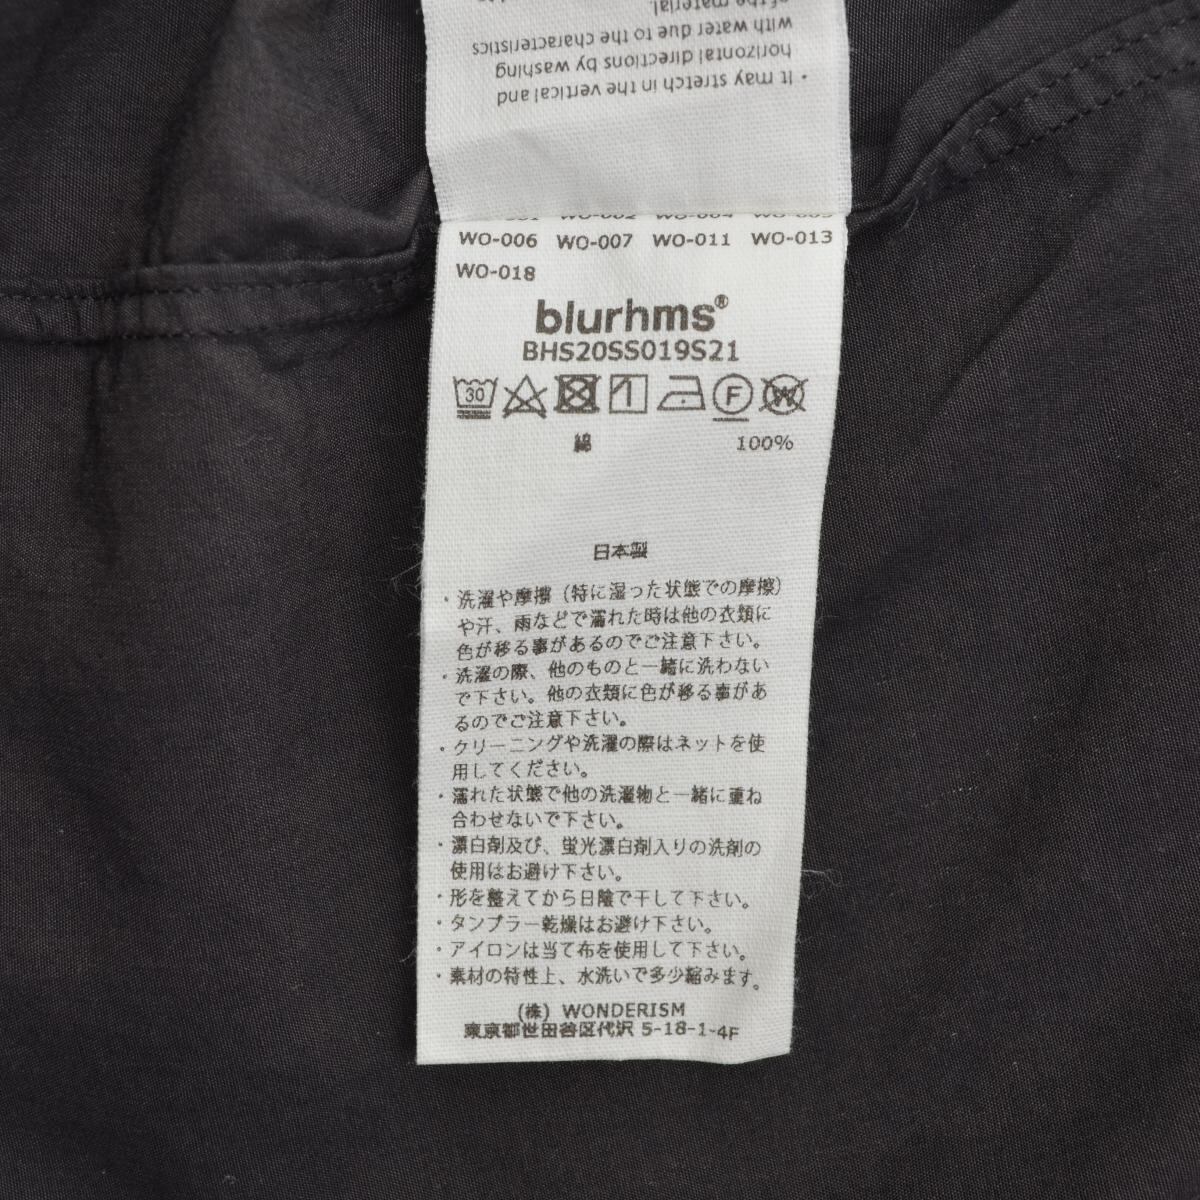 • It may stretch in the vertical and
horizontal directions by washing
with water due to the characteristics
of the material.
WO-002 WO-004
WO-006 WO-007 WO-011 WO-013
WO-018
blurhms®
BHS20SS019S21
30 F W
綿 100%
日本製
・洗濯や摩擦（特に湿った状態での摩擦）
や汗、雨などで濡れた時は他の衣類に
色が移る事があるのでご注意下さい。
・洗濯の際、他のものと一緒に洗わない
で下さい。他の衣類に色が移る事があ
るのでご注意下さい。
・クリーニングや洗濯の際はネットを使
用してください。
・濡れた状態で他の洗濯物と一緒に重ね
合わせないで下さい。
・漂白剤及び、蛍光漂白剤入りの洗剤の
使用はお避け下さい。
・形を整えてから日陰で干して下さい。
・タンブラー乾燥はお避け下さい。
・アイロンは当て布を使用して下さい。
・素材の特性上、水洗いで多少縮みます。
(株) WONDERISM
東京都世田谷区代沢 5-18-1-4F